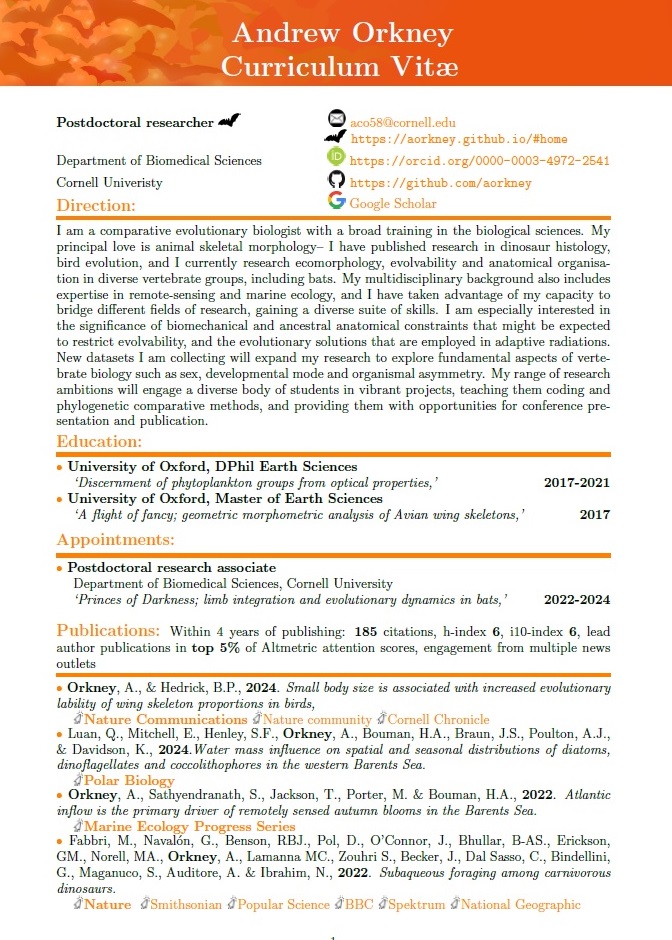 Andrew Orkney
Curriculum Vitæ
Postdoctoral researcher
aco58@cornell.edu
https://aorkney.github.io/#home
Department of Biomedical Sciences
iD https://orcid.org/0000-0003-4972-2541
Cornell Univeristy
https://github.com/aorkney
Direction:
Google Scholar
I am a comparative evolutionary biologist with a broad training in the biological sciences. My
principal love is animal skeletal morphology– I have published research in dinosaur histology,
bird evolution, and I currently research ecomorphology, evolvability and anatomical organisa-
tion in diverse vertebrate groups, including bats. My multidisciplinary background also includes
expertise in remote-sensing and marine ecology, and I have taken advantage of my capacity to
bridge different fields of research, gaining a diverse suite of skills. I am especially interested in
the significance of biomechanical and ancestral anatomical constraints that might be expected
to restrict evolvability, and the evolutionary solutions that are employed in adaptive radiations.
New datasets I am collecting will expand my research to explore fundamental aspects of verte-
brate biology such as sex, developmental mode and organismal asymmetry. My range of research
ambitions will engage a diverse body of students in vibrant projects, teaching them coding and
phylogenetic comparative methods, and providing them with opportunities for conference pre-
sentation and publication.
Education:
• University of Oxford, DPhil Earth Sciences
‘Discernment of phytoplankton groups from optical properties,’ 2017-2021
• University of Oxford, Master of Earth Sciences
‘A flight of fancy; geometric morphometric analysis of Avian wing skeletons,’ 2017
Appointments:
• Postdoctoral research associate
Department of Biomedical Sciences, Cornell University
‘Princes of Darkness; limb integration and evolutionary dynamics in bats,’ 2022-2024
Publications: Within 4 years of publishing: 185 citations, h-index 6, i10-index 6, lead
author publications in top 5% of Altmetric attention scores, engagement from multiple news
outlets
• Orkney, A., & Hedrick, B.P., 2024. Small body size is associated with increased evolutionary
lability of wing skeleton proportions in birds,
Nature Communications Nature community Cornell Chronicle
• Luan, Q., Mitchell, E., Henley, S.F., Orkney, A., Bouman, H.A., Braun, J.S., Poulton, A.J.,
& Davidson, K., 2024.Water mass influence on spatial and seasonal distributions of diatoms,
dinoflagellates and coccolithophores in the western Barents Sea.
Polar Biology
• Orkney, A., Sathyendranath, S., Jackson, T., Porter, M. & Bouman, H.A., 2022. Atlantic
inflow is the primary driver of remotely sensed autumn blooms in the Barents Sea.
Marine Ecology Progress Series
• Fabbri, M., Navalón, G., Benson, RBJ., Pol, D., O’Connor, J., Bhullar, B-AS., Erickson,
GM., Norell, MA., Orkney, A., Lamanna MC., Zouhri S., Becker, J., Dal Sasso, C., Bindellini,
G., Maganuco, S., Auditore, A. & Ibrahim, N., 2022. Subaqueous foraging among carnivorous
dinosaurs.
Nature Smithsonian Popular Science BBC Spektrum National Geographic
1